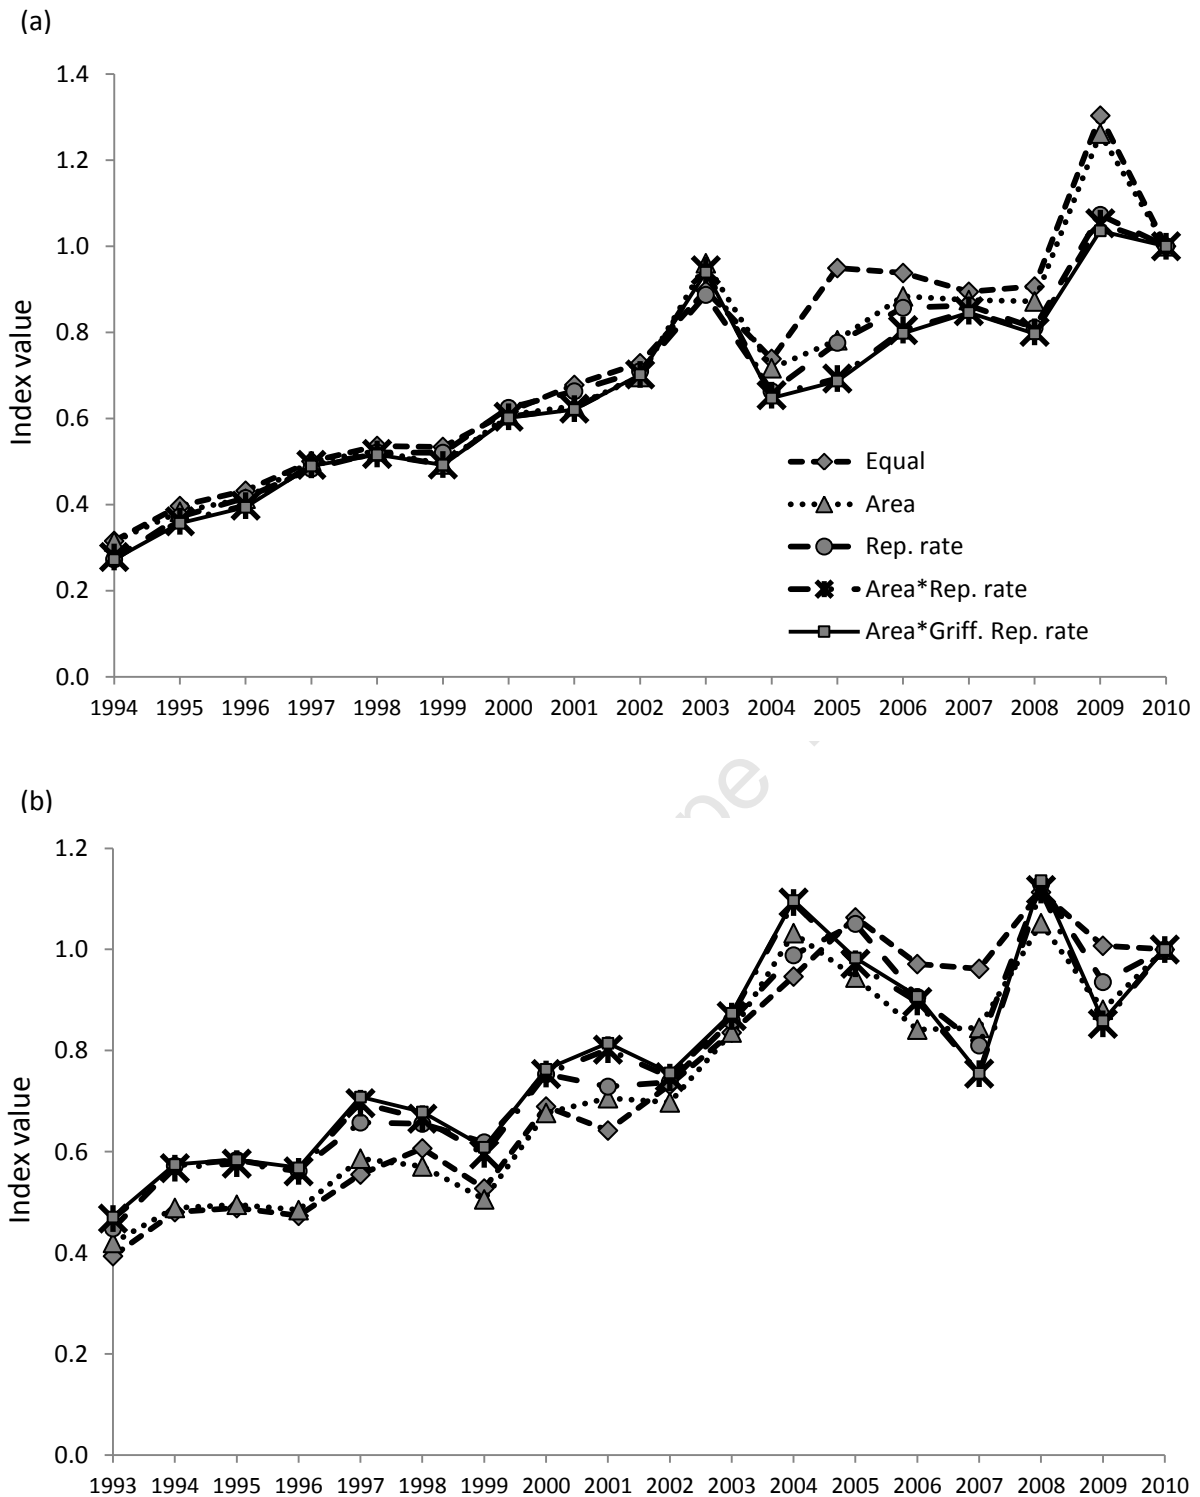 (a)
1.4
1.2
1.0
0.8
0.6
0.4
0.2
0.0
Index value
Equal
Area
Rep. rate
Area*Rep. rate
Area*Griff. Rep. rate
1994 1995 1996 1997 1998 1999 2000 2001 2002 2003 2004 2005 2006 2007 2008 2009 2010
(b)
1.2
1.0
0.8
0.6
0.4
0.2
0.0
Index value
1993 1994 1995 1996 1997 1998 1999 2000 2001 2002 2003 2004 2005 2006 2007 2008 2009 2010